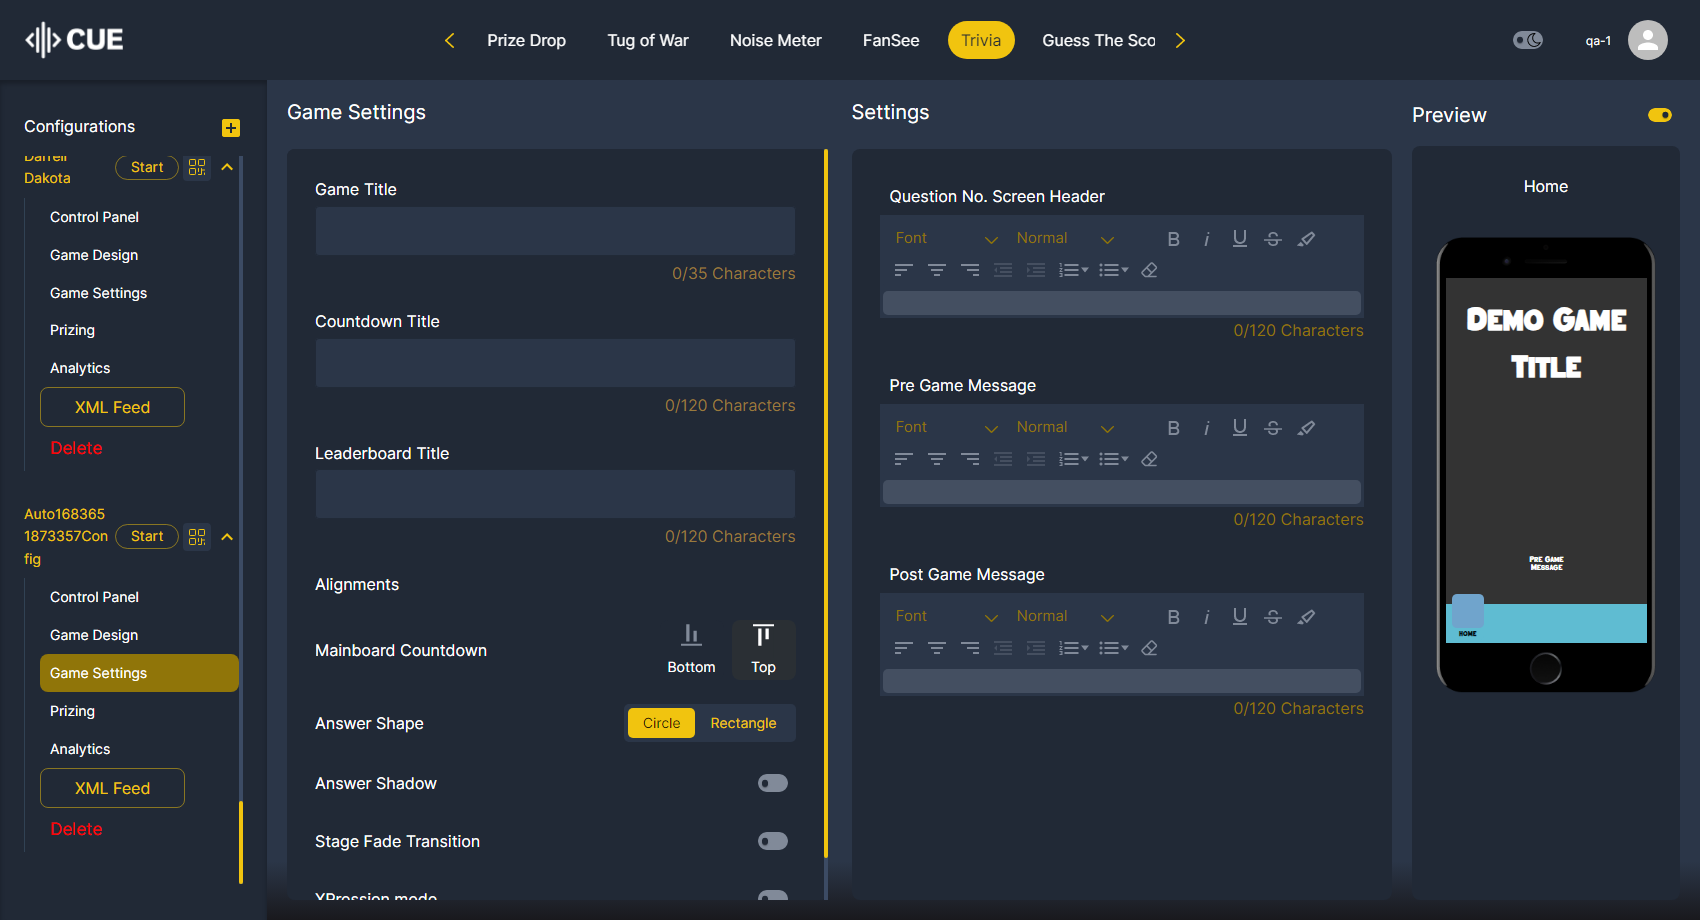 CUE
Prize Drop
Tug of War
Noise Meter
FanSee
Trivia
Guess The Sco
qa-1
Configurations
Darrell
Dakota
Start
Control Panel
Game Design
Game Settings
Prizing
Analytics
XML Feed
Delete
Auto168365
1873357Con
fig
Start
Control Panel
Game Design
Game Settings
Prizing
Analytics
XML Feed
Delete
Game Settings
Game Title
0/35 Characters
Countdown Title
0/120 Characters
Leaderboard Title
0/120 Characters
Alignments
Mainboard Countdown
Bottom
Top
Answer Shape
Circle
Rectangle
Answer Shadow
Stage Fade Transition
XPression mode
Settings
Question No. Screen Header
Font
Normal
B i U S
0/120 Characters
Pre Game Message
Font
Normal
B i U S
0/120 Characters
Post Game Message
Font
Normal
B i U S
0/120 Characters
Preview
Home
Demo Game
Title
Pre Game
Message
HOME